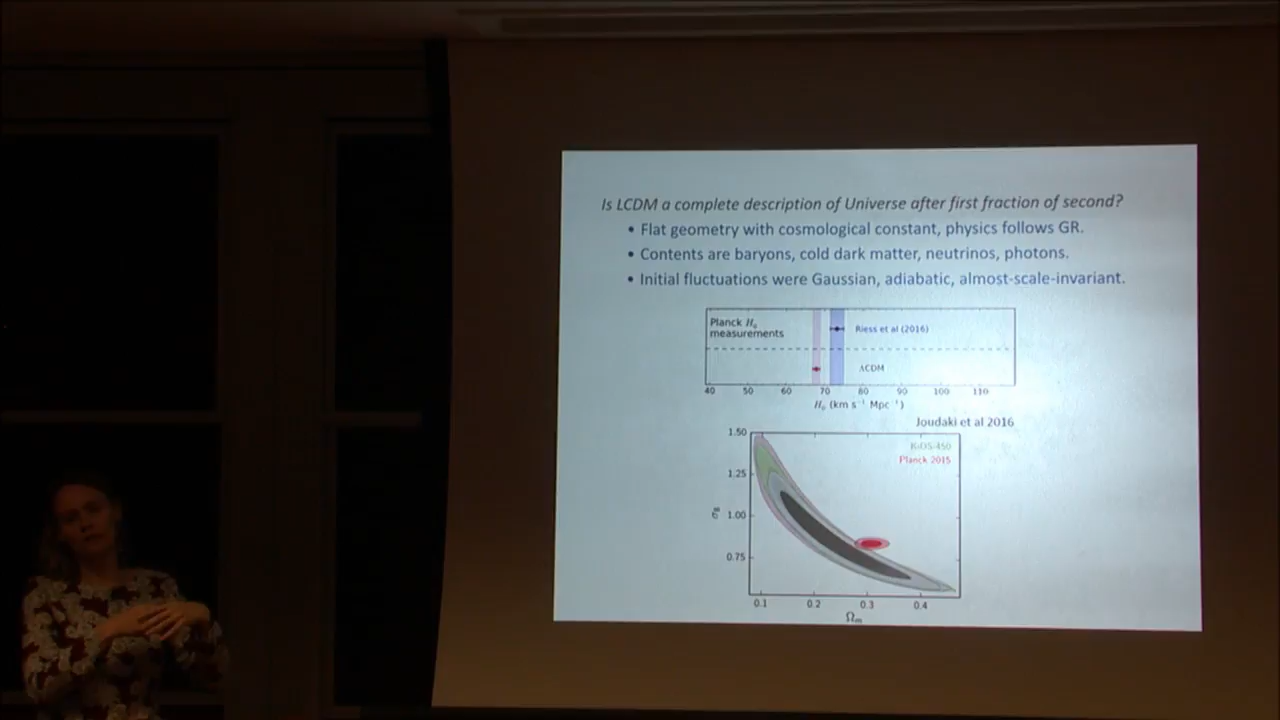 Is LCDM a complete description of Universe after first fraction of second?
• Flat geometry with cosmological constant, physics follows GR.
• Contents are baryons, cold dark matter, neutrinos, photons.
• Initial fluctuations were Gaussian, adiabatic, almost-scale-invariant.
Planck H₀
measurements
Riess et al (2016)
ΛCDM
40 50 60 70 80 90 100 110
H₀ (km s⁻¹ Mpc⁻¹)
Joudaki et al 2016
1.50
KiDS-450
Planck 2015
1.25
σ₈ 1.00
0.75
0.1 0.2 0.3 0.4
Ωₘ